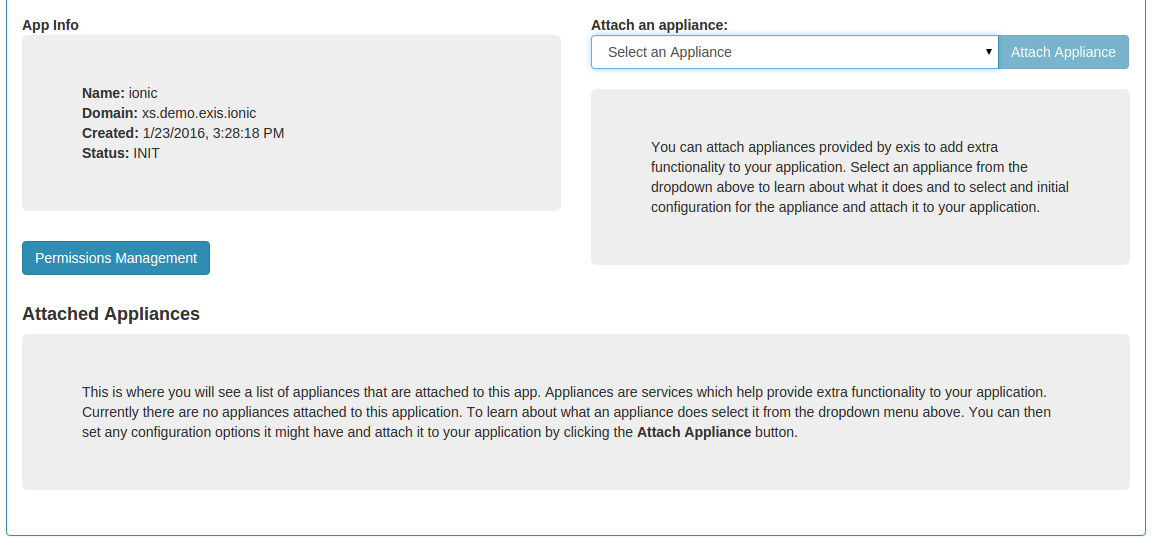 App Info
Name: ionic
Domain: xs.demo.exis.ionic
Created: 1/23/2016, 3:28:18 PM
Status: INIT
Permissions Management
Attach an appliance:
Select an Appliance
Attach Appliance
You can attach appliances provided by exis to add extra
functionality to your application. Select an appliance from the
dropdown above to learn about what it does and to select and initial
configuration for the appliance and attach it to your application.
Attached Appliances
This is where you will see a list of appliances that are attached to this app. Appliances are services which help provide extra functionality to your application.
Currently there are no appliances attached to this application. To learn about what an appliance does select it from the dropdown menu above. You can then
set any configuration options it might have and attach it to your application by clicking the Attach Appliance button.